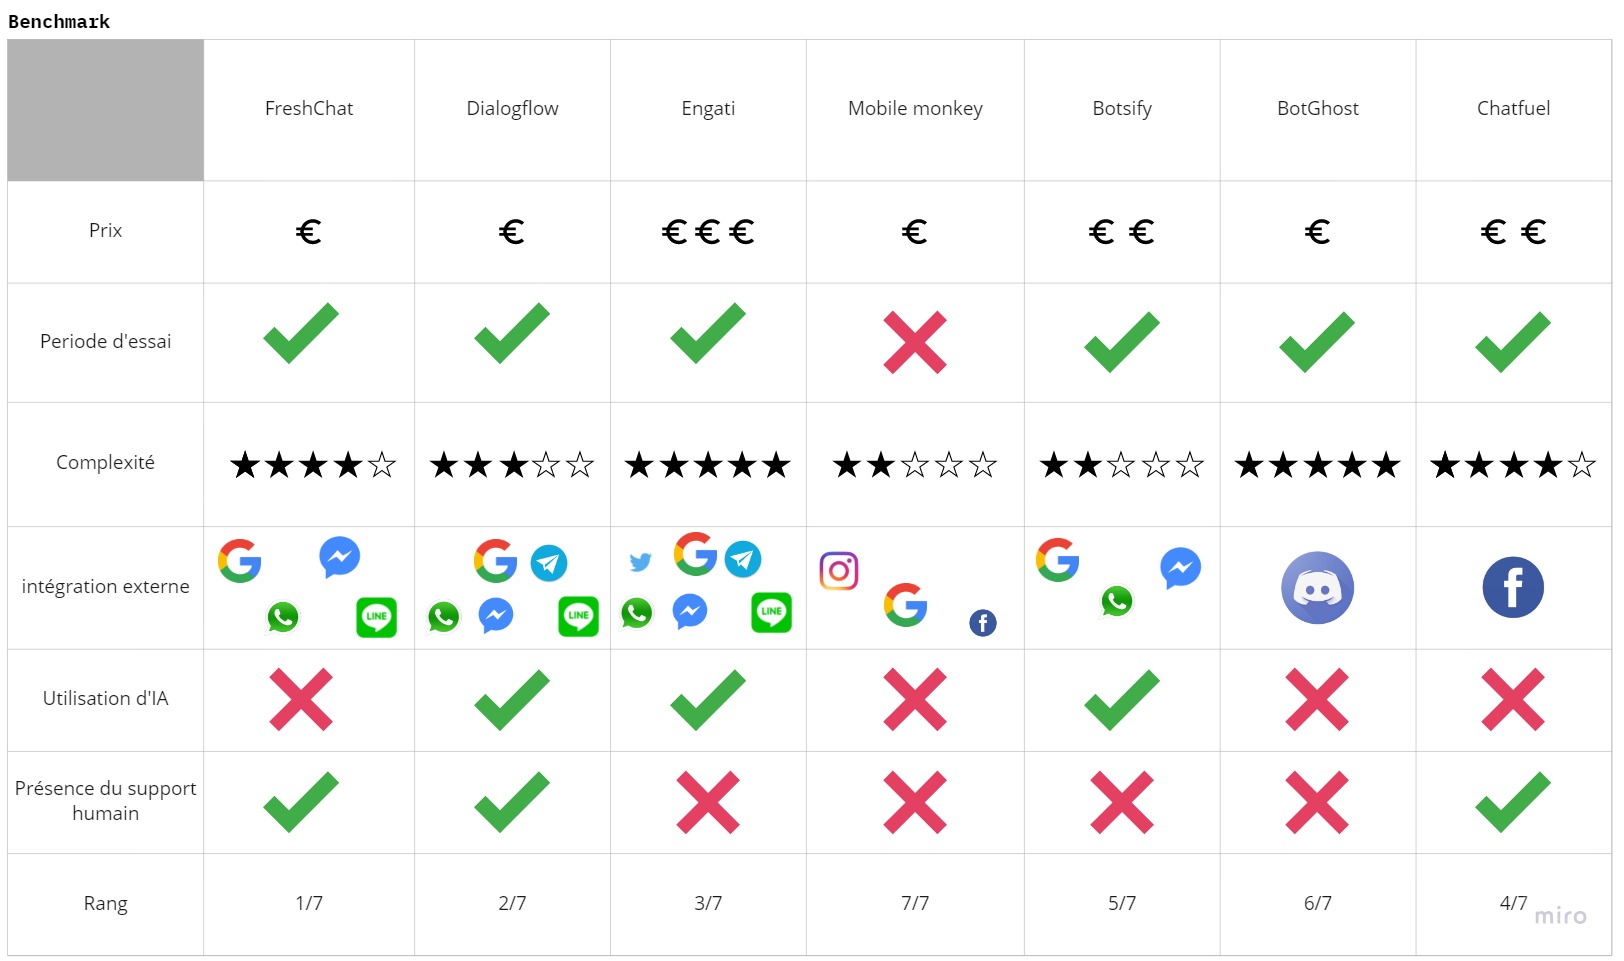 Benchmark
FreshChat Dialogflow Engati Mobile monkey Botsify BotGhost Chatfuel
Prix € € €€€ € €€ € €€
Periode d'essai
Complexité ★★★★☆ ★★★☆☆ ★★★★★ ★★☆☆☆ ★★☆☆☆ ★★★★★ ★★★★☆
intégration externe
LINE LINE LINE
Utilisation d'IA
Présence du support
humain
Rang 1/7 2/7 3/7 7/7 5/7 6/7 4/7
miro